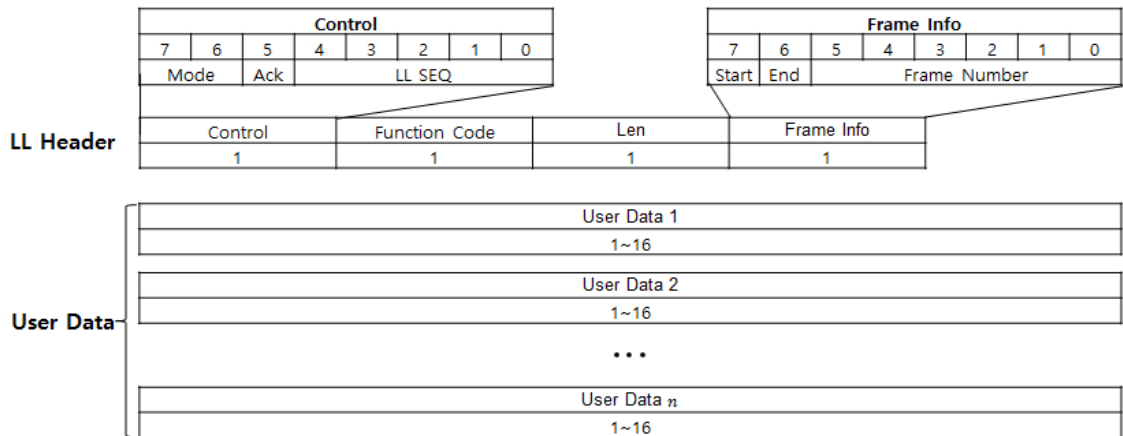 Control Frame Info
7 6 5 4 3 2 1 0 7 6 5 4 3 2 1 0
Mode Ack LL SEQ Start End Frame Number
LL Header
Control Function Code Len Frame Info
1 1 1 1
User Data
User Data 1
1~16
User Data 2
1~16
...
User Data n
1~16